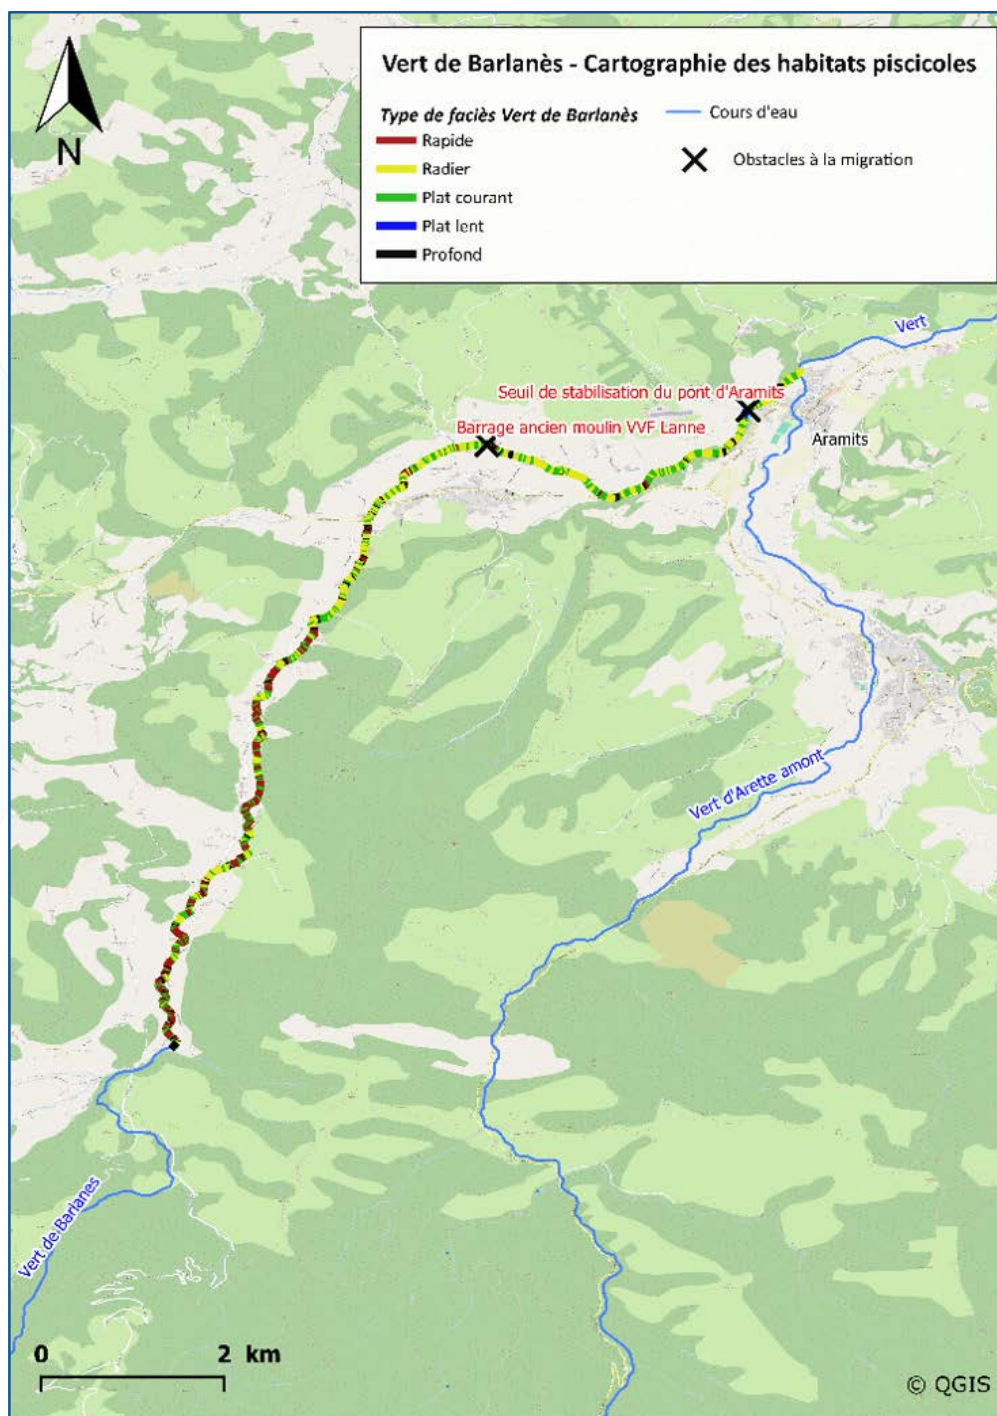 Vert de Barlanès - Cartographie des habitats piscicoles
Type de faciès Vert de Barlanès
Rapide
Radier
Plat courant
Plat lent
Profond
Cours d'eau
Obstacles à la migration
N
Vert
Seuil de stabilisation du pont d'Aramits
Barrage ancien moulin VVF Lanne
Aramits
Vert d'Arette amont
Vert de Barlanes
0 2 km
© QGIS